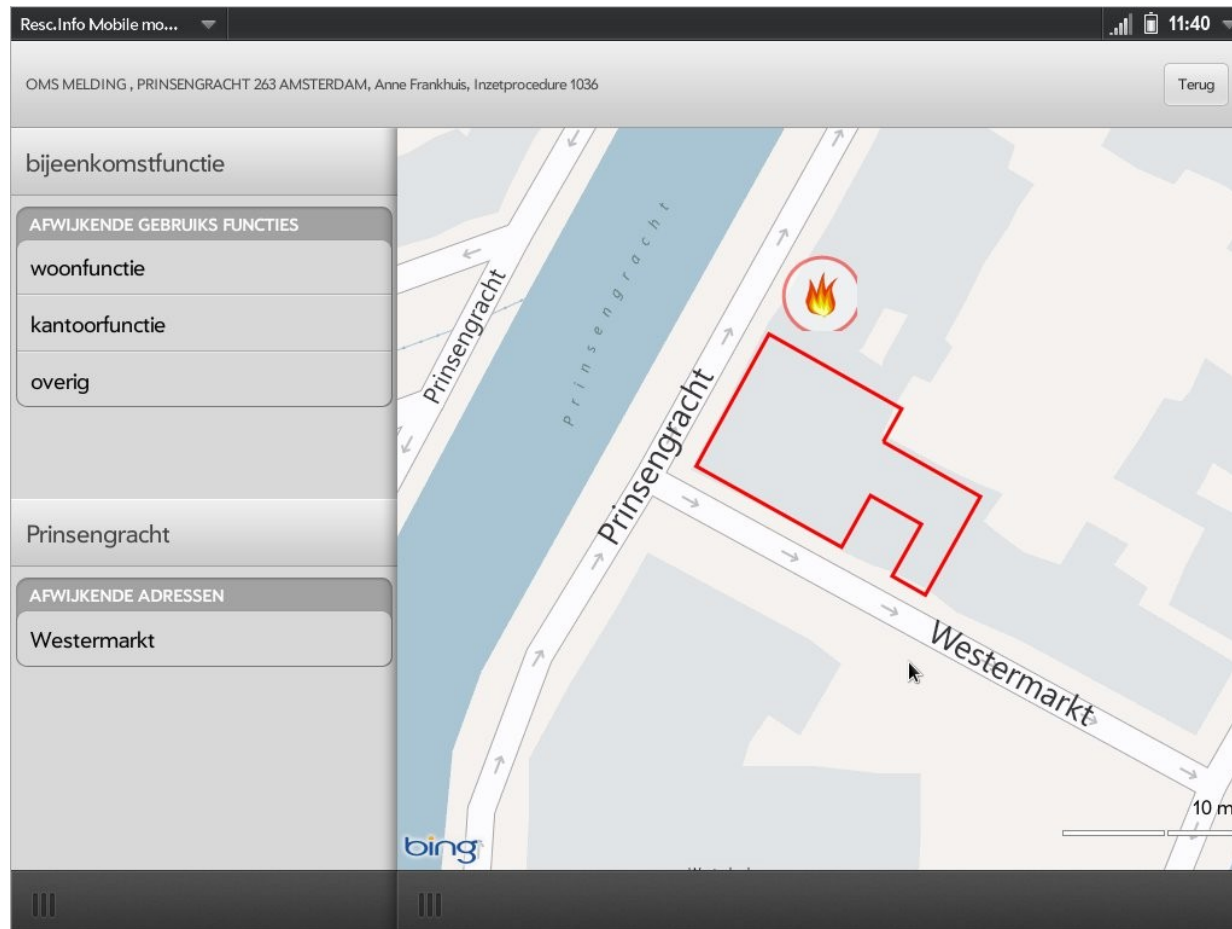 Resc.Info Mobile mo...
11:40
OMS MELDING , PRINSENGRACHT 263 AMSTERDAM, Anne Frankhuis, Inzetprocedure 1036
Terug
bijeenkomstfunctie
AFWIJKENDE GEBRUIKS FUNCTIES
woonfunctie
kantoorfunctie
overig
Prinsengracht
AFWIJKENDE ADRESSEN
Westermarkt
Prinsengracht
Prinsengracht
Prinsengracht
Westermarkt
10 m
bing